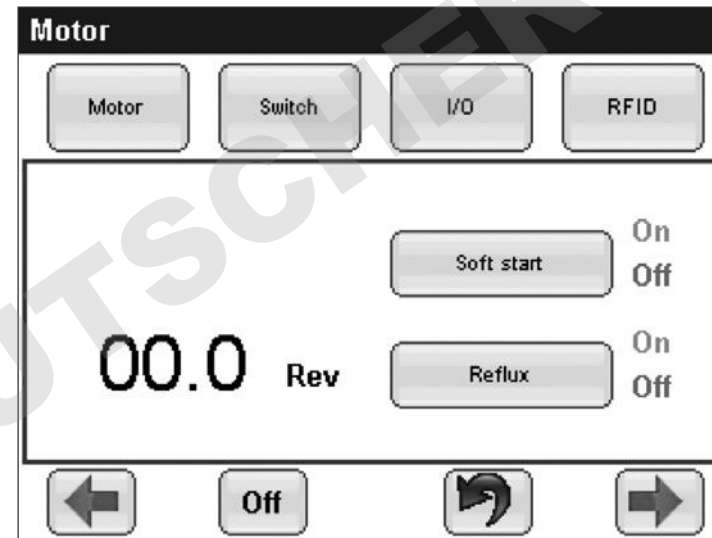 Motor
Motor Switch I/O RFID
On
Soft start
Off
00.0 Rev
On
Reflux
Off
Off